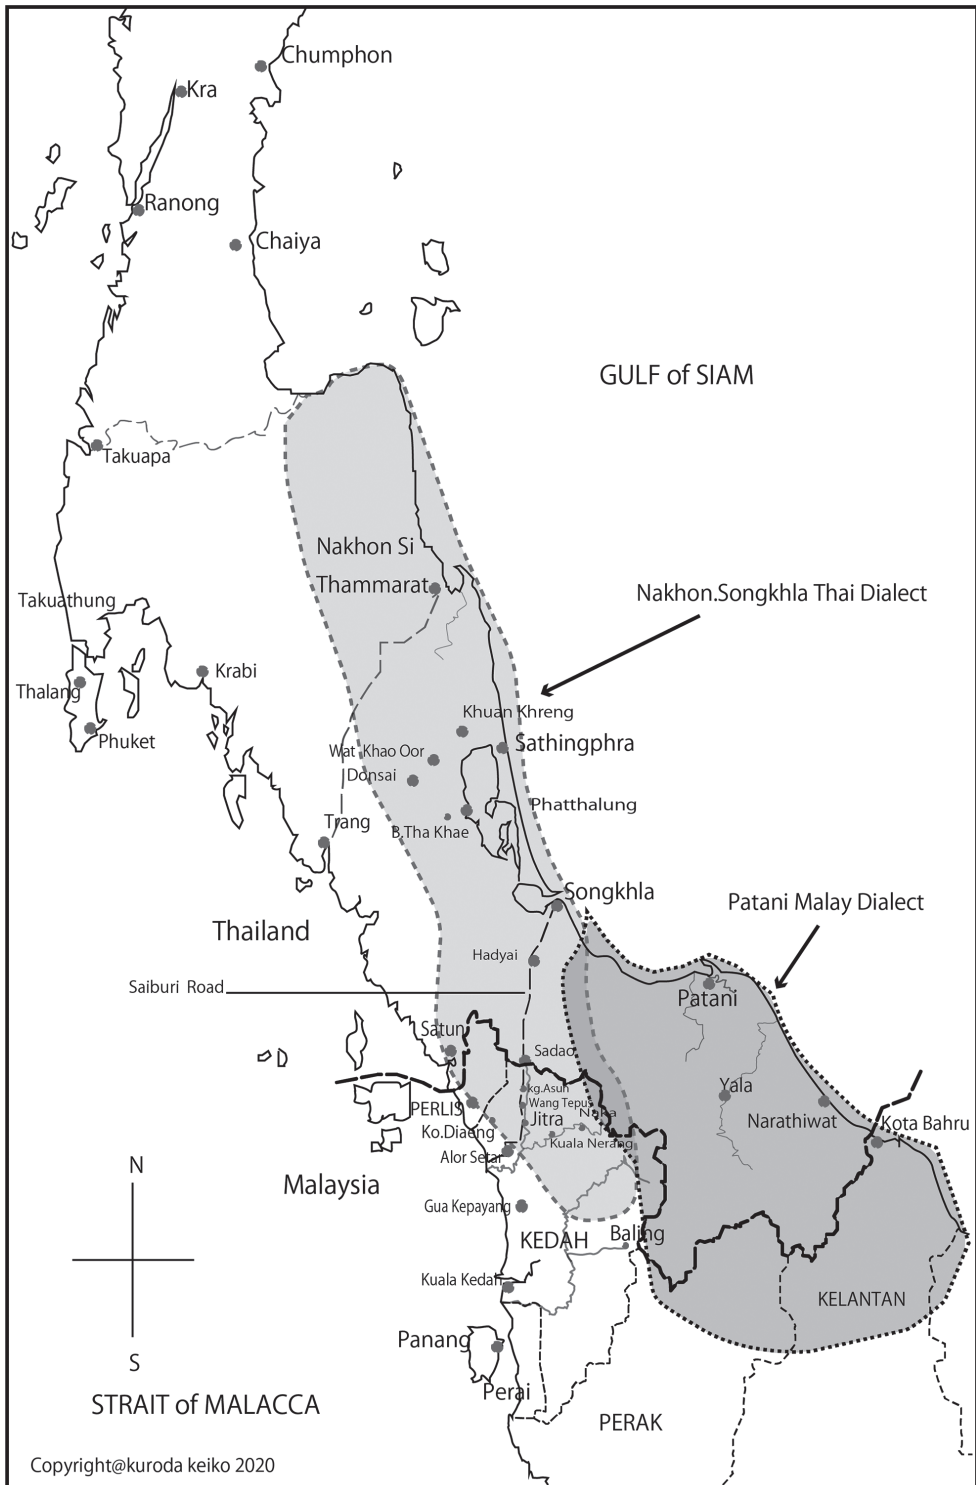 Chumphon
Kra
Ranong
Chaiya
GULF of SIAM
Takuapa
Nakhon Si
Thammarat
Nakhon.Songkhla Thai Dialect
Takuathung
Krabi
Thalang
Phuket
Khuan Khreng
Sathingphra
Wat Khao Oor
Donsai
Phatthalung
Trang
B.Tha Khae
Songkhla
Patani Malay Dialect
Thailand
Hadyai
Saiburi Road
Patani
Satun
Sadao
kg.Asun
Yala
Wang Tepus
Naka
PERLIS
Jitra
Narathiwat
Kota Bahru
Ko.Diaeng
Kuala Nerang
Alor Setar
N
Malaysia
Gua Kepayang
KEDAH
Baling
Kuala Kedah
KELANTAN
Panang
S
Perai
STRAIT of MALACCA
PERAK
Copyright@kuroda keiko 2020